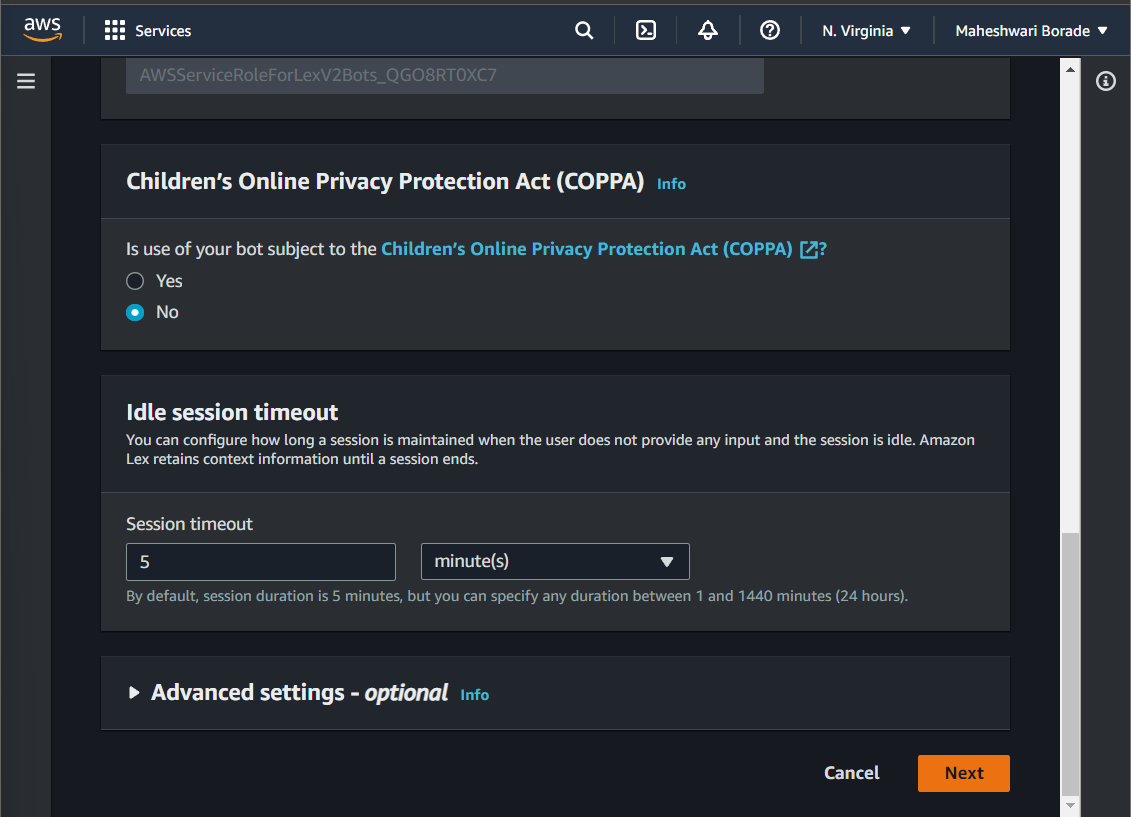 aws
Services
N. Virginia
Maheshwari Borade
AWSServiceRoleForLexV2Bots_QGO8RT0XC7
Children's Online Privacy Protection Act (COPPA) Info
Is use of your bot subject to the Children's Online Privacy Protection Act (COPPA) ?
Yes
No
Idle session timeout
You can configure how long a session is maintained when the user does not provide any input and the session is idle. Amazon
Lex retains context information until a session ends.
Session timeout
5
minute(s)
By default, session duration is 5 minutes, but you can specify any duration between 1 and 1440 minutes (24 hours).
Advanced settings - optional Info
Cancel
Next